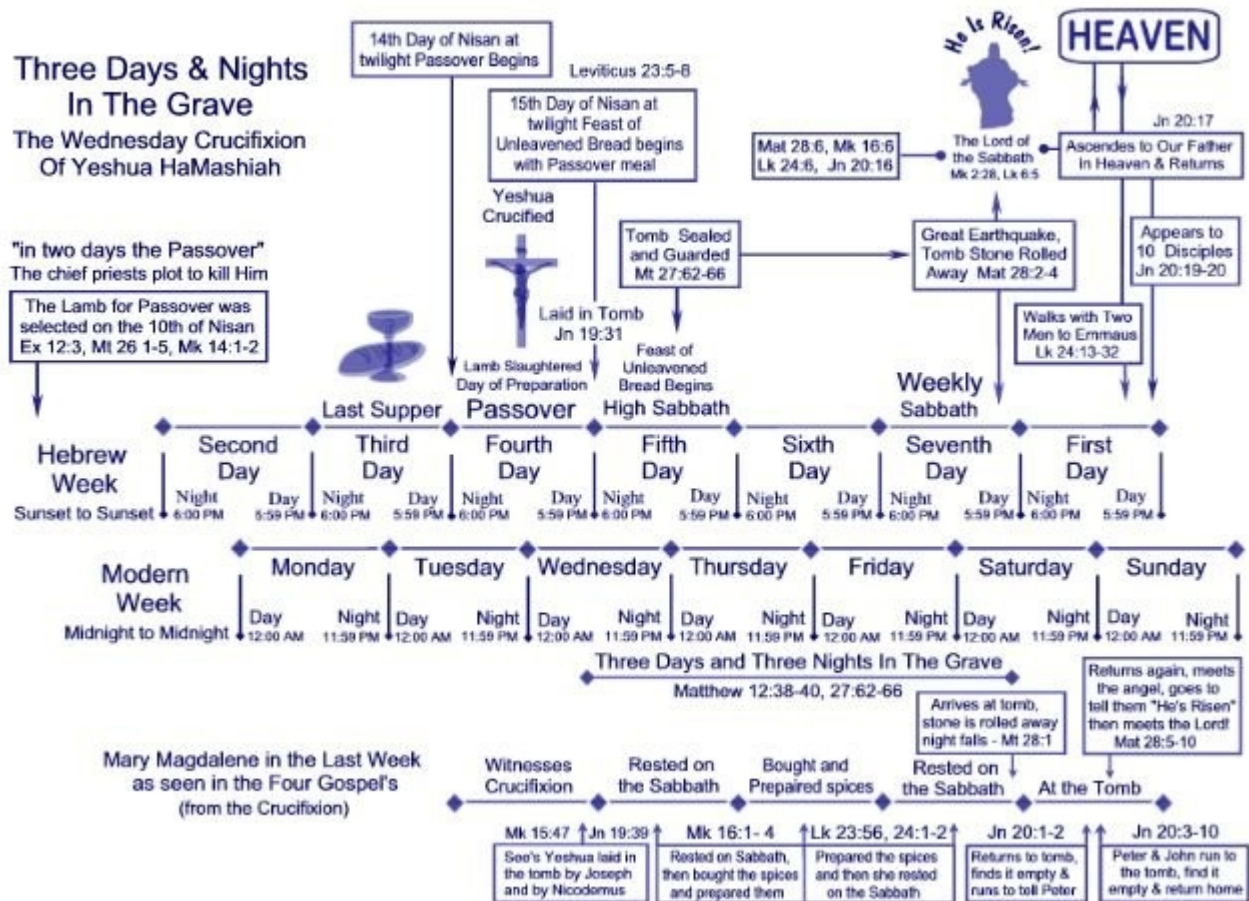 Three Days & Nights
In The Grave
The Wednesday Crucifixion
Of Yeshua HaMashiah
14th Day of Nisan at
twilight Passover Begins
Leviticus 23:5-8
15th Day of Nisan at
twilight Feast of
Unleavened Bread begins
with Passover meal
He Is Risen!
HEAVEN
Jn 20:17
Mat 28:6, Mk 16:6
Lk 24:6, Jn 20:16
The Lord of
the Sabbath
Mk 2:28, Lk 6:5
Ascendes to Our Father
in Heaven & Returns
"in two days the Passover"
The chief priests plot to kill Him
The Lamb for Passover was
selected on the 10th of Nisan
Ex 12:3, Mt 26 1-5, Mk 14:1-2
Yeshua
Crucified
Tomb Sealed
and Guarded
Mt 27:62-66
Great Earthquake,
Tomb Stone Rolled
Away Mat 28:2-4
Appears to
10 Disciples
Jn 20:19-20
Laid in Tomb
Jn 19:31
Walks with Two
Men to Emmaus
Lk 24:13-32
Lamb Slaughtered
Day of Preparation
Feast of
Unleavened
Bread Begins
Last Supper
Passover
High Sabbath
Weekly
Sabbath
Hebrew
Week
Sunset to Sunset
Second
Day
Third
Day
Fourth
Day
Fifth
Day
Sixth
Day
Seventh
Day
First
Day
Night Day Night Day Night Day Night Day Night Day Night Day Night Day
6:00 PM 5:59 PM 6:00 PM 5:59 PM 6:00 PM 5:59 PM 6:00 PM 5:59 PM 6:00 PM 5:59 PM 6:00 PM 5:59 PM 6:00 PM 5:59 PM
Modern
Week
Midnight to Midnight
Monday Tuesday Wednesday Thursday Friday Saturday Sunday
Day Night Day Night Day Night Day Night Day Night Day Night Day Night
12:00 AM 11:59 PM 12:00 AM 11:59 PM 12:00 AM 11:59 PM 12:00 AM 11:59 PM 12:00 AM 11:59 PM 12:00 AM 11:59 PM 12:00 AM 11:59 PM
Three Days and Three Nights In The Grave
Matthew 12:38-40, 27:62-66
Arrives at tomb,
stone is rolled away
night falls - Mt 28:1
Returns again, meets
the angel, goes to
tell them "He's Risen"
then meets the Lord!
Mat 28:5-10
Mary Magdalene in the Last Week
as seen in the Four Gospel's
(from the Crucifixion)
Witnesses
Crucifixion
Rested on
the Sabbath
Bought and
Prepaired spices
Rested on
the Sabbath
At the Tomb
Mk 15:47
Jn 19:39
See's Yeshua laid in
the tomb by Joseph
and by Nicodemus
Mk 16:1- 4
Rested on Sabbath,
then bought the spices
and prepared them
Lk 23:56, 24:1-2
Prepared the spices
and then she rested
on the Sabbath
Jn 20:1-2
Returns to tomb,
finds it empty &
runs to tell Peter
Jn 20:3-10
Peter & John run to
the tomb, find it
empty & return home